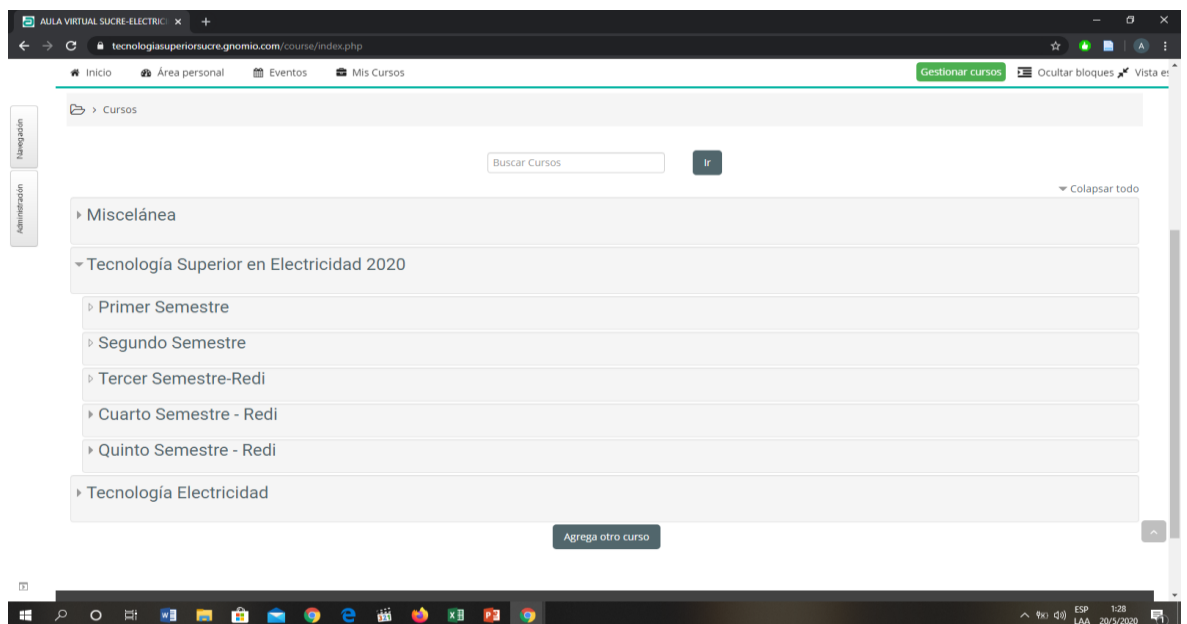 AULA VIRTUAL SUCRE-ELECTRIC
tecnologiasuperiorsucre.gnomio.com/course/index.php
A
Inicio Área personal Eventos Mis Cursos Gestionar cursos Ocultar bloques Vista es
> Cursos
Navegación
Administración
Buscar Cursos Ir
Colapsar todo
Miscelánea
Tecnología Superior en Electricidad 2020
Primer Semestre
Segundo Semestre
Tercer Semestre-Redi
Cuarto Semestre - Redi
Quinto Semestre - Redi
Tecnología Electricidad
Agrega otro curso
ESP 1:28
LAA 20/5/2020